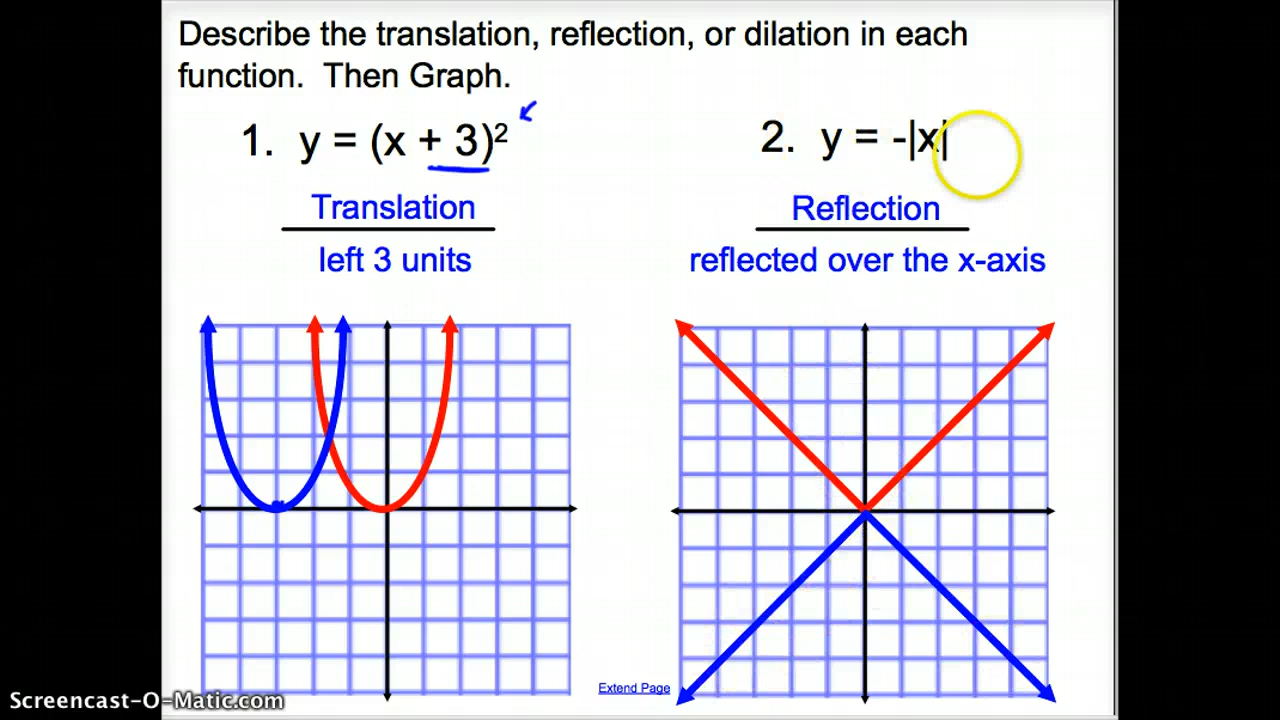 Describe the translation, reflection, or dilation in each
function.  Then Graph.
1.  y = (x + 3)²
Translation
left 3 units
2.  y = -|x|
Reflection
reflected over the x-axis
Extend Page
Screencast-O-Matic.com